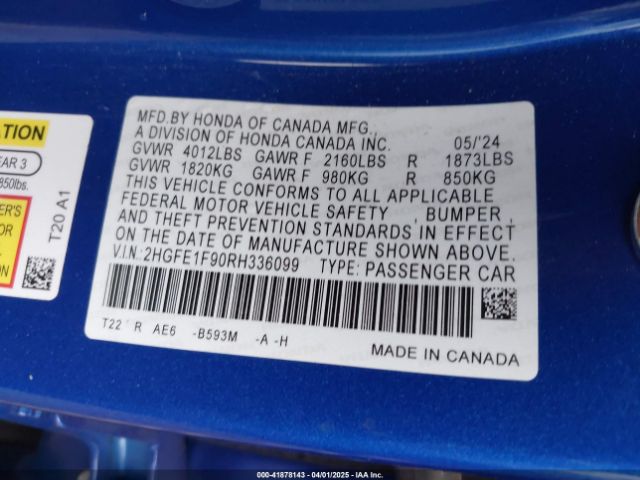 ATION
EAR 3
850lbs.
ER'S
T20 A1
MFD.BY HONDA OF CANADA MFG.,
A DIVISION OF HONDA CANADA INC. 05/'24
GVWR 4012LBS GAWR F 2160LBS R 1873LBS
GVWR 1820KG GAWR F 980KG R 850KG
THIS VEHICLE CONFORMS TO ALL APPLICABLE
FEDERAL MOTOR VEHICLE SAFETY , BUMPER ,
AND THEFT PREVENTION STANDARDS IN EFFECT
ON THE DATE OF MANUFACTURE SHOWN ABOVE.
V.I.N.: 2HGFE1F90RH336099 TYPE: PASSENGER CAR
T22 R AE6 -B593M -A -H
MADE IN CANADA
000-41878143 - 04/01/2025 - IAA Inc.